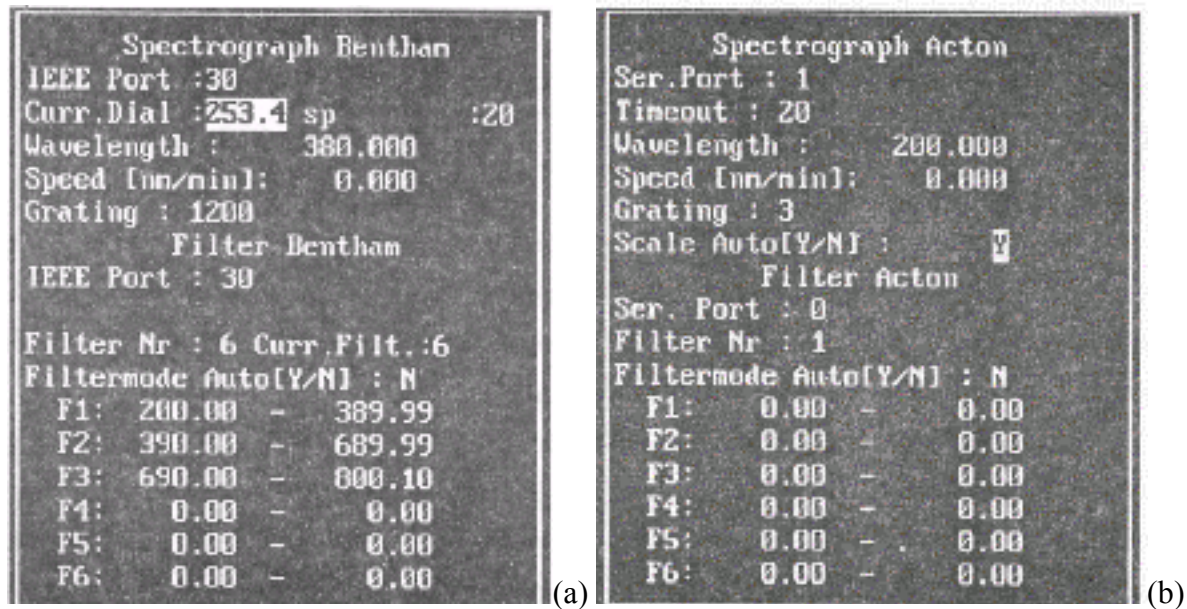 Spectrograph Bentham
IEEE Port :30
Curr.Dial :253.4 sp :20
Wavelength : 380.000
Speed [nm/min]: 0.000
Grating : 1200
Filter Bentham
IEEE Port : 30
Filter Nr : 6 Curr.Filt.:6
Filtermode Auto[Y/N] : N
F1: 200.00 - 389.99
F2: 390.00 - 689.99
F3: 690.00 - 800.10
F4: 0.00 - 0.00
F5: 0.00 - 0.00
F6: 0.00 - 0.00
(a)
Spectrograph Acton
Ser.Port : 1
Timeout : 20
Wavelength : 200.000
Speed [nm/min]: 0.000
Grating : 3
Scale Auto[Y/N] : Y
Filter Acton
Ser. Port : 0
Filter Nr : 1
Filtermode Auto[Y/N] : N
F1: 0.00 - 0.00
F2: 0.00 - 0.00
F3: 0.00 - 0.00
F4: 0.00 - 0.00
F5: 0.00 - 0.00
F6: 0.00 - 0.00
(b)